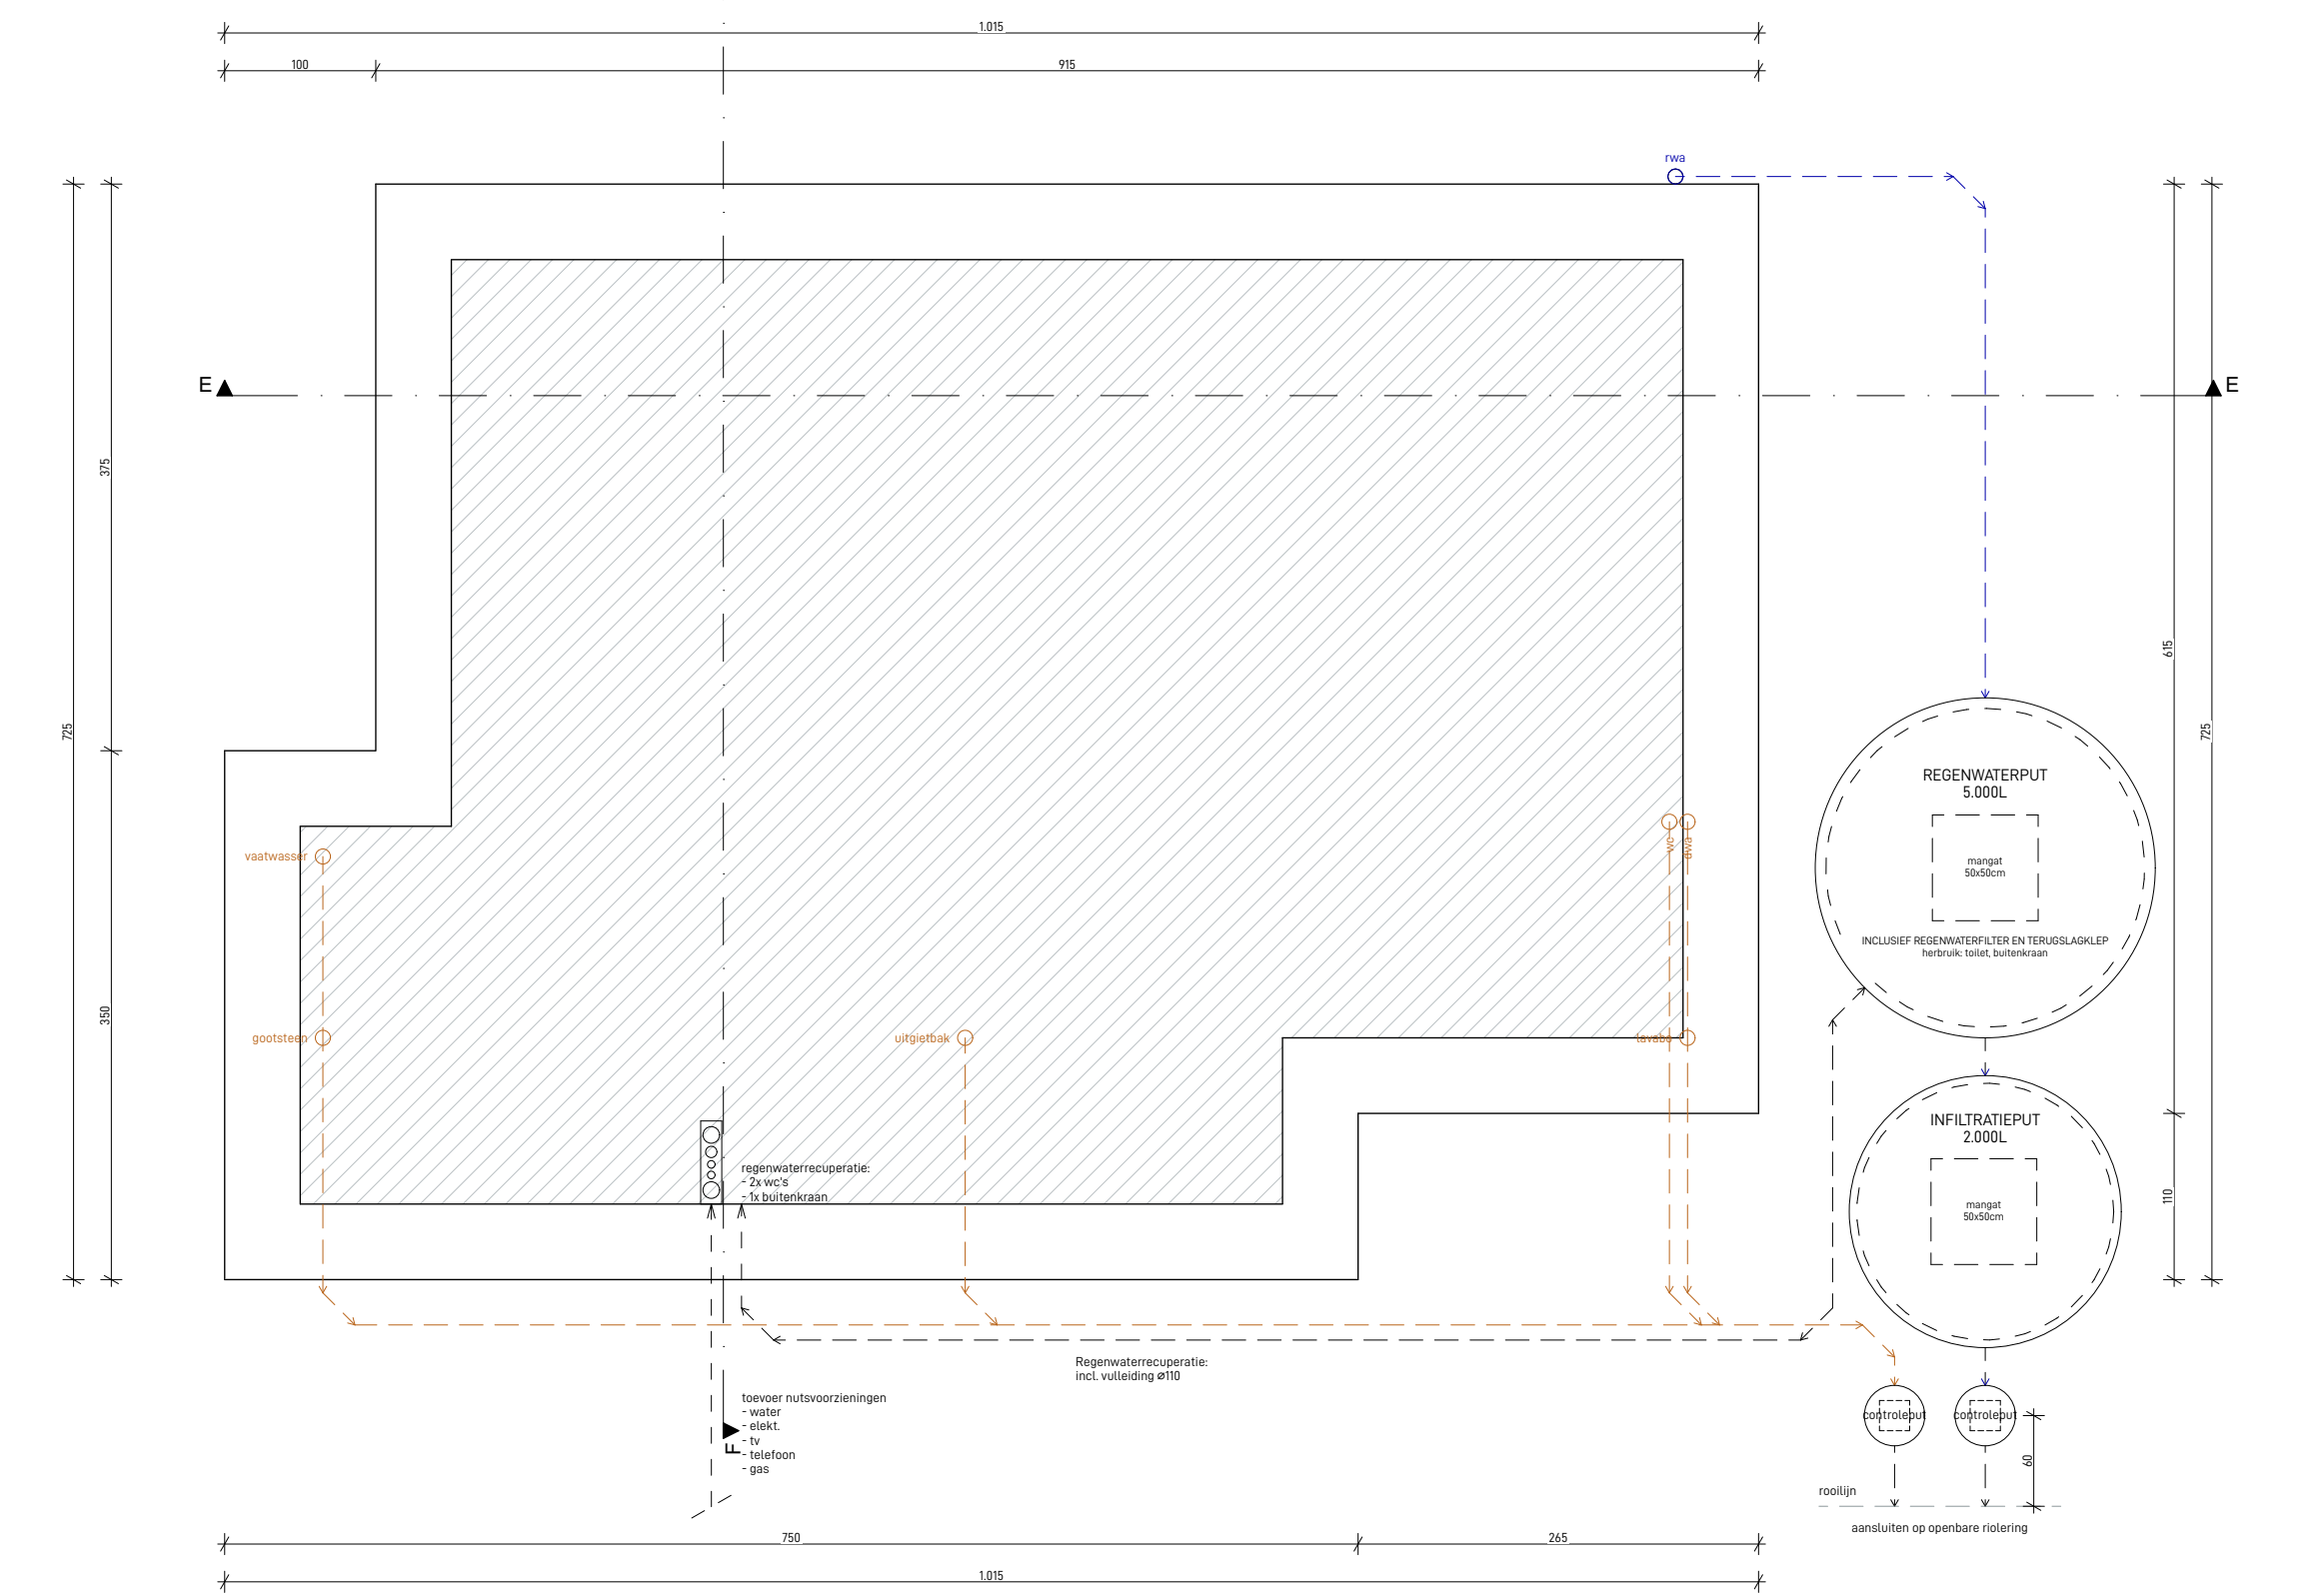 1.015
100
915
rwa
E
E
375
725
615
725
REGENWATERPUT
5.000L
mangat
50x50cm
INCLUSIEF REGENWATERFILTER EN TERUGSLAGKLEP
herbruik: toilet, buitenkraan
vaatwasser
wc
dwa
350
gootsteen
uitgietbak
lavabo
INFILTRATIEPUT
2.000L
mangat
50x50cm
110
regenwaterrecuperatie:
- 2x wc's
- 1x buitenkraan
Regenwaterrecuperatie:
incl. vulleiding ⌀110
toevoer nutsvoorzieningen
- water
- elekt.
- tv
- telefoon
- gas
F
controleput
controleput
60
rooilijn
aansluiten op openbare riolering
750
265
1.015